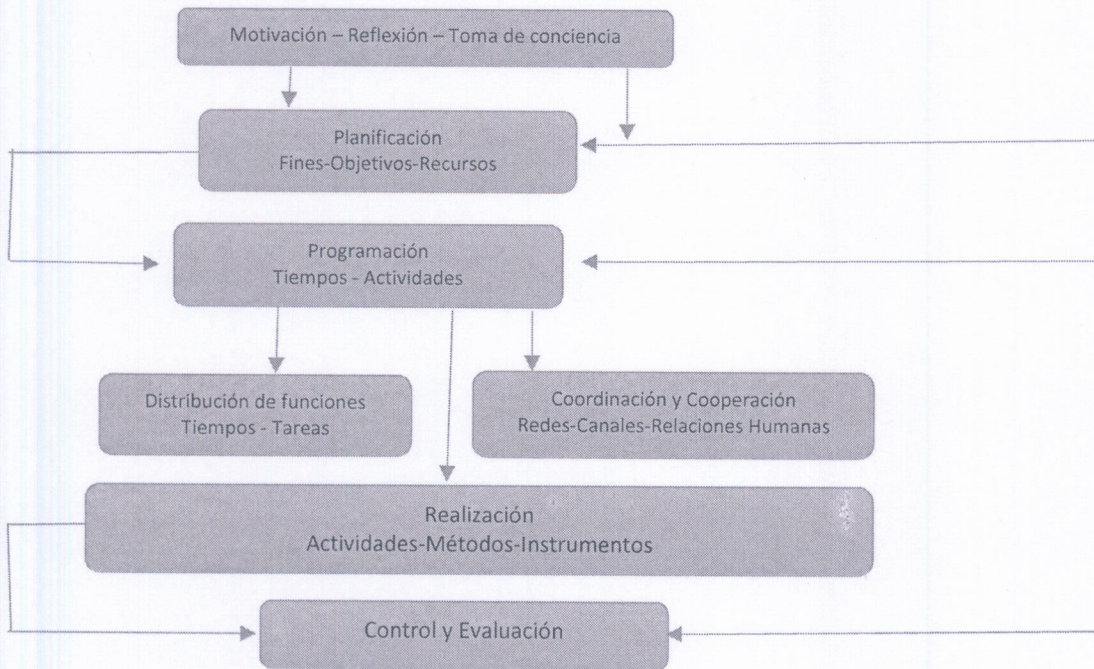 Motivación – Reflexión – Toma de conciencia
Planificación
Fines-Objetivos-Recursos
Programación
Tiempos - Actividades
Distribución de funciones
Tiempos - Tareas
Coordinación y Cooperación
Redes-Canales-Relaciones Humanas
Realización
Actividades-Métodos-Instrumentos
Control y Evaluación